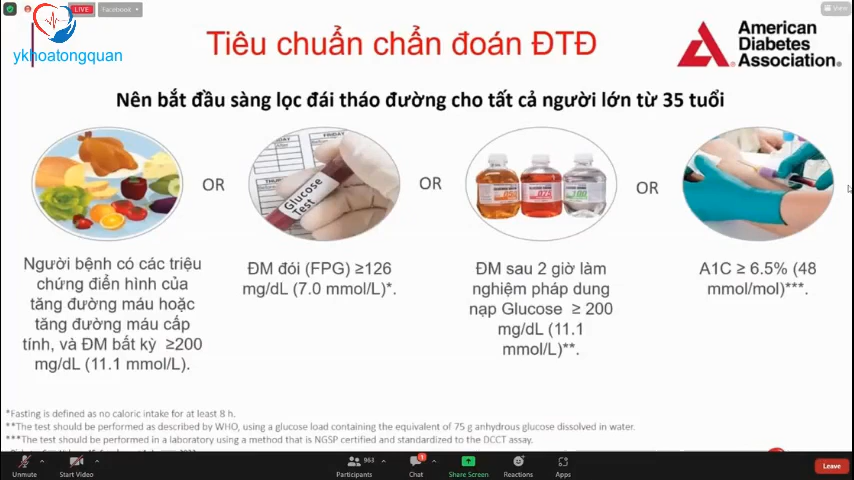 LIVE
Facebook
Share
ykhoatongquan
Tiêu chuẩn chẩn đoán ĐTĐ
American
Diabetes
Association.
Nên bắt đầu sàng lọc đái tháo đường cho tất cả người lớn từ 35 tuổi
OR
Glucose
Test
OR
OR
Người bệnh có các triệu
chứng điển hình của
tăng đường máu hoặc
tăng đường máu cấp
tính, và ĐM bất kỳ ≥200
mg/dL (11.1 mmol/L).
ĐM đói (FPG) ≥126
mg/dL (7.0 mmol/L)*.
ĐM sau 2 giờ làm
nghiệm pháp dung
nạp Glucose ≥ 200
mg/dL (11.1
mmol/L)**.
A1C ≥ 6.5% (48
mmol/mol)***.
*Fasting is defined as no caloric intake for at least 8 h.
**The test should be performed as described by WHO, using a glucose load containing the equivalent of 75 g anhydrous glucose dissolved in water.
***The test should be performed in a laboratory using a method that is NGSP certified and standardized to the DCCT assay.
Unmute
Start Video
963
Participants
1
Chat
Share Screen
Reactions
Apps
Leave